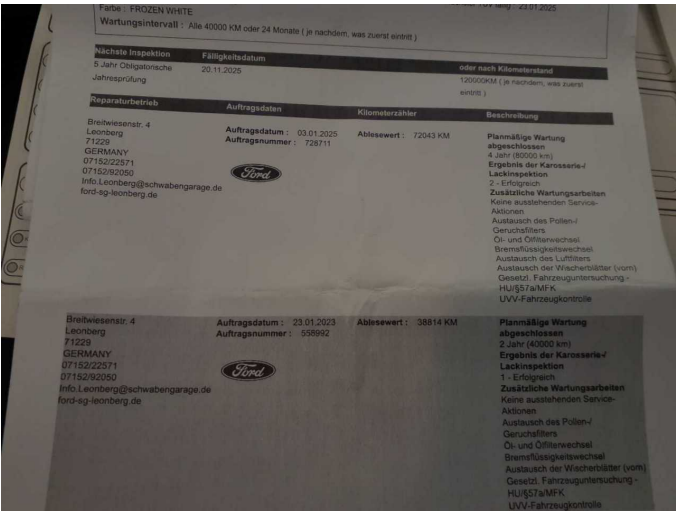 Farbe : FROZEN WHITE
23.01.2025
Wartungsintervall : Alle 40000 KM oder 24 Monate ( je nachdem, was zuerst eintritt )
Nächste Inspektion Fälligkeitsdatum oder nach Kilometerstand
5 Jahr Obligatorische Jahresprüfung 20.11.2025 120000KM ( je nachdem, was zuerst eintritt )
Reparaturbetrieb Auftragsdaten Kilometerzähler Beschreibung
Breitwiesenstr. 4
Leonberg
71229
GERMANY
07152/22571
07152/92050
Info.Leonberg@schwabengarage.de
ford-sg-leonberg.de
Auftragsdatum : 03.01.2025
Auftragsnummer : 728711
Ford
Ablesewert : 72043 KM
Planmäßige Wartung
abgeschlossen
4 Jahr (80000 km)
Ergebnis der Karosserie-/
Lackinspektion
2 - Erfolgreich
Zusätzliche Wartungsarbeiten
Keine ausstehenden Service-
Aktionen
Austausch des Pollen-/
Geruchsfilters
Öl- und Ölfilterwechsel
Bremsflüssigkeitswechsel
Austausch des Luftfilters
Austausch der Wischerblätter (vorn)
Gesetzl. Fahrzeuguntersuchung -
HU/§57a/MFK
UVV-Fahrzeugkontrolle
Breitwiesenstr. 4
Leonberg
71229
GERMANY
07152/22571
07152/92050
Info.Leonberg@schwabengarage.de
ford-sg-leonberg.de
Auftragsdatum : 23.01.2023
Auftragsnummer : 558992
Ford
Ablesewert : 38814 KM
Planmäßige Wartung
abgeschlossen
2 Jahr (40000 km)
Ergebnis der Karosserie-/
Lackinspektion
1 - Erfolgreich
Zusätzliche Wartungsarbeiten
Keine ausstehenden Service-
Aktionen
Austausch des Pollen-/
Geruchsfilters
Öl- und Ölfilterwechsel
Bremsflüssigkeitswechsel
Austausch der Wischerblätter (vorn)
Gesetzl. Fahrzeuguntersuchung -
HU/§57a/MFK
UVV-Fahrzeugkontrolle